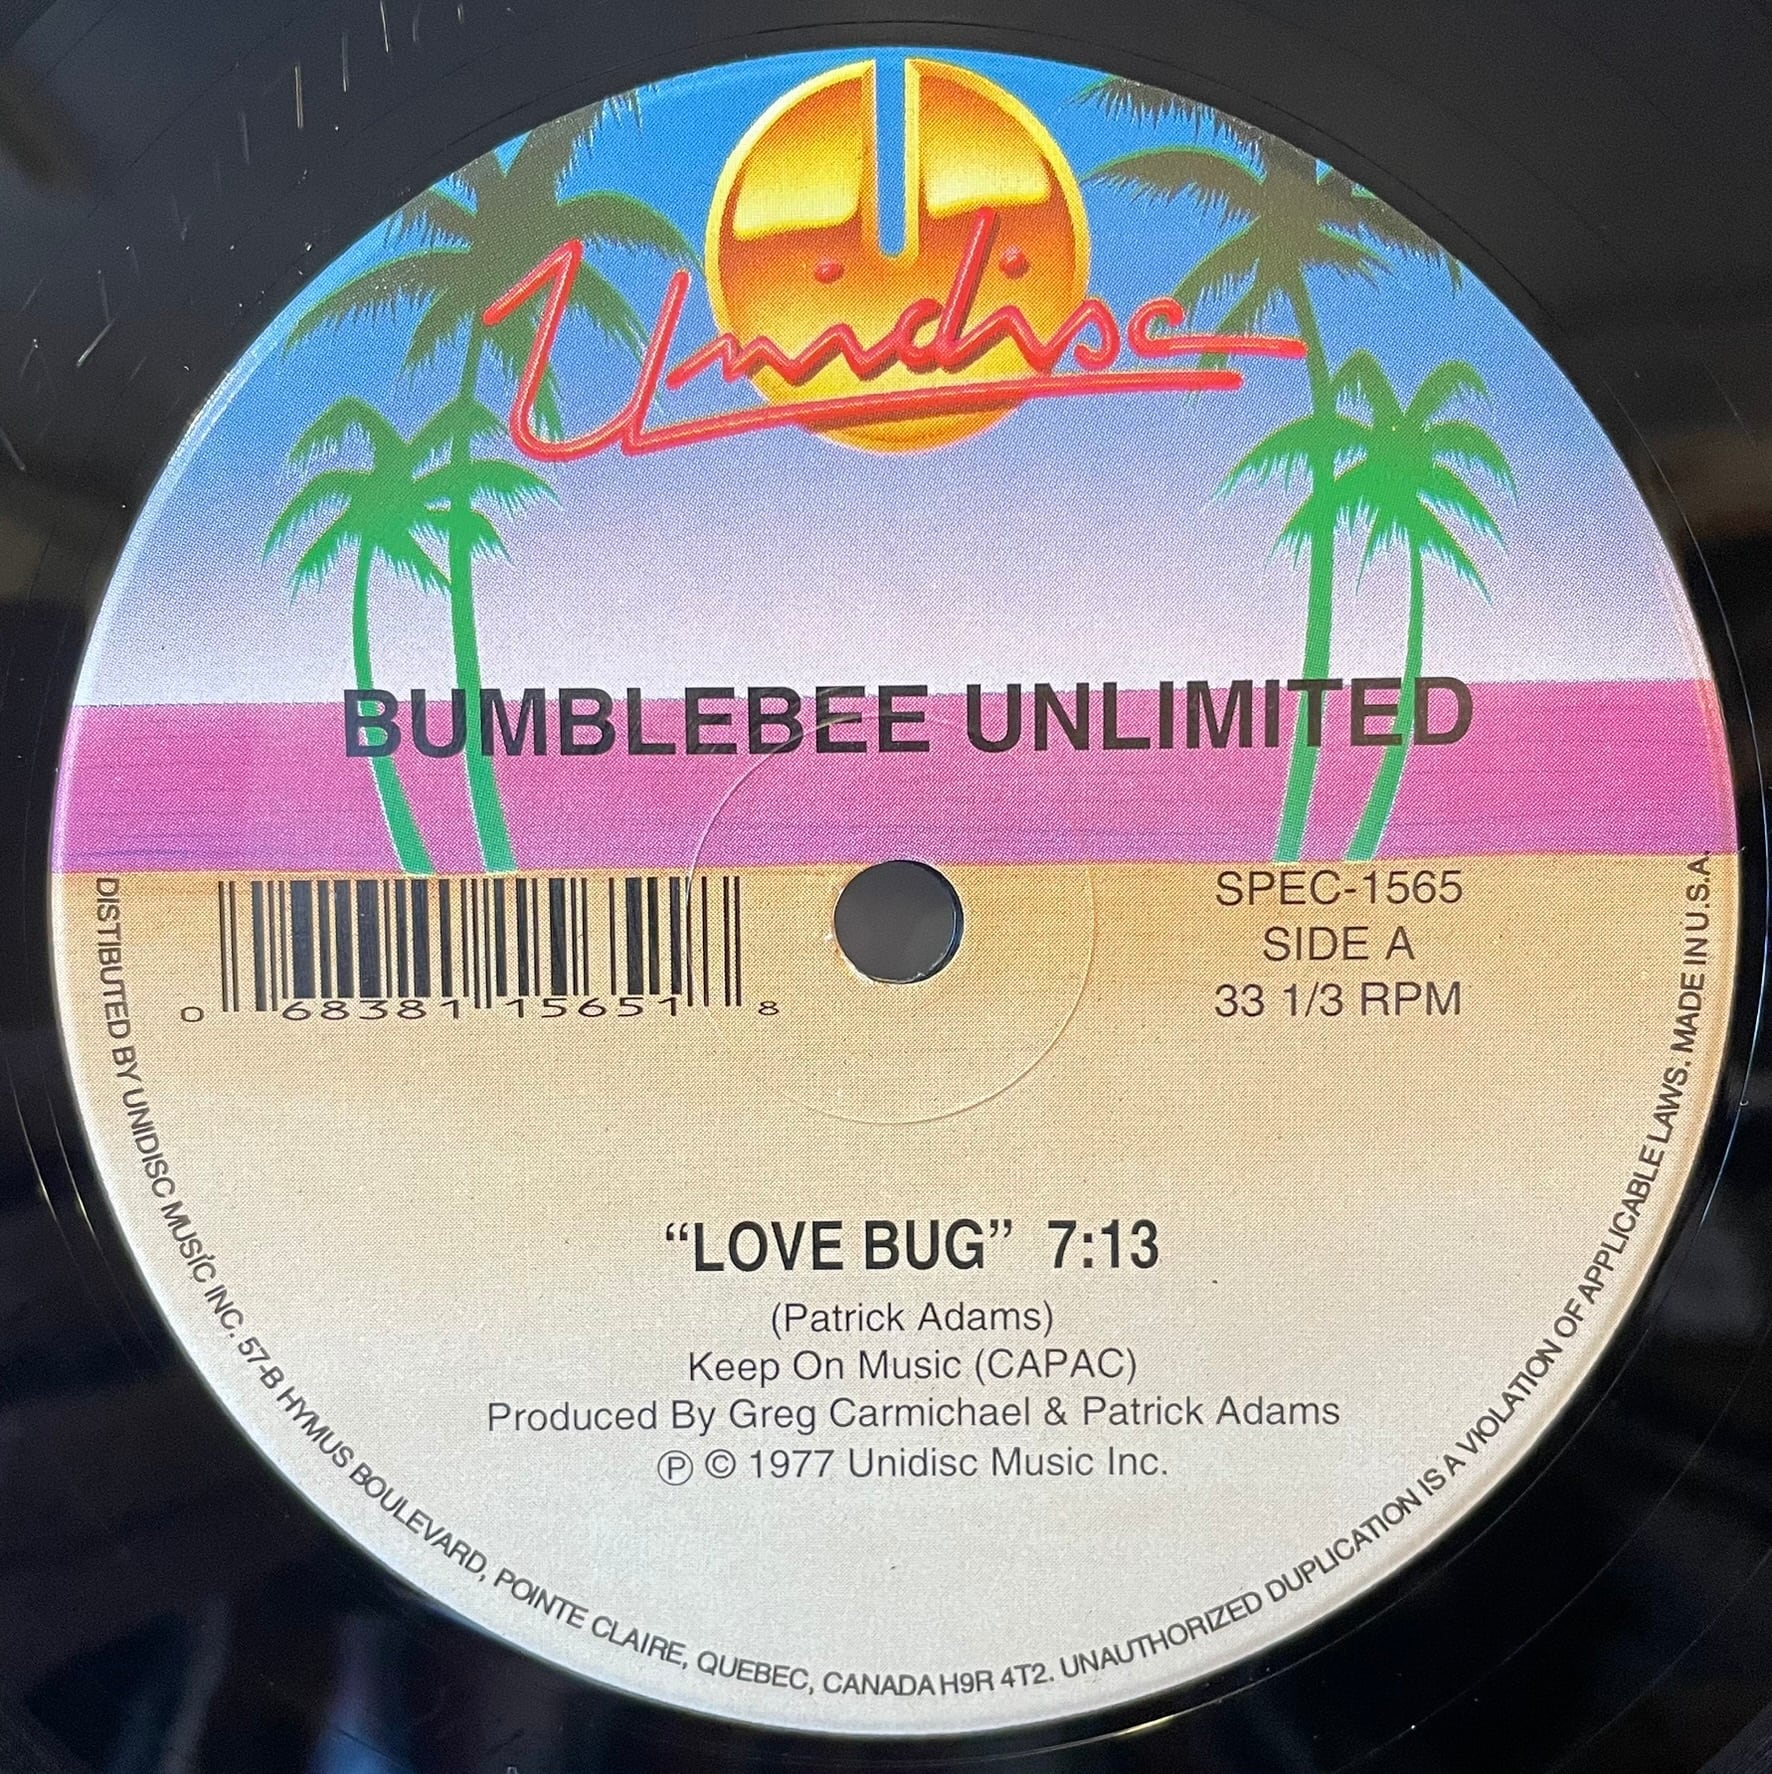 Unidisc
BUMBLEBEE UNLIMITED
0 68381 15651 8
SPEC-1565
SIDE A
33 1/3 RPM
“LOVE BUG” 7:13
(Patrick Adams)
Keep On Music (CAPAC)
Produced By Greg Carmichael & Patrick Adams
Ⓟ © 1977 Unidisc Music Inc.
DISTIBUTED BY UNIDISC MUSIC INC. 57-B HYMUS BOULEVARD, POINTE CLAIRE, QUEBEC, CANADA H9R 4T2. UNAUTHORIZED DUPLICATION IS A VIOLATION OF APPLICABLE LAWS. MADE IN U.S.A.